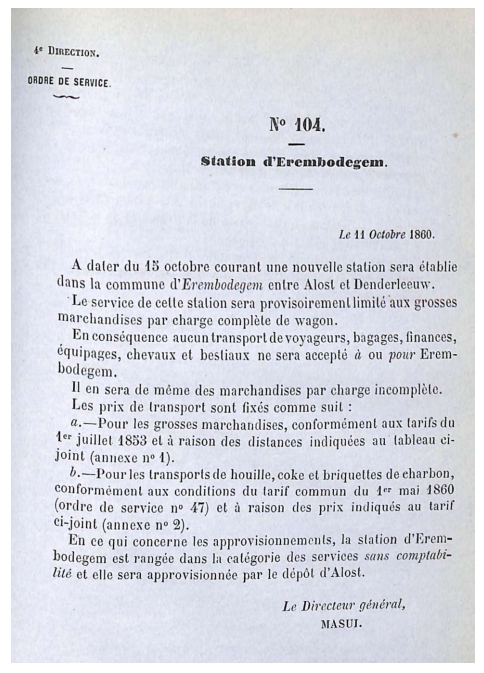 4e DIRECTION.
ORDRE DE SERVICE.
No 104.
Station d'Erembodegem.
Le 11 Octobre 1860.
A dater du 15 octobre courant une nouvelle station sera établie
dans la commune d'Erembodegem entre Alost et Denderleeuw.
Le service de cette station sera provisoirement limité aux grosses
marchandises par charge complète de wagon.
En conséquence aucun transport de voyageurs, bagages, finances,
équipages, chevaux et bestiaux ne sera accepté à ou pour Erem-
bodegem.
Il en sera de même des marchandises par charge incomplète.
Les prix de transport sont fixés comme suit :
a.—Pour les grosses marchandises, conformément aux tarifs du
1er juillet 1853 et à raison des distances indiquées au tableau ci-
joint (annexe no 1).
b.—Pour les transports de houille, coke et briquettes de charbon,
conformément aux conditions du tarif commun du 1er mai 1860
(ordre de service no 47) et à raison des prix indiqués au tarif
ci-joint (annexe no 2).
En ce qui concerne les approvisionnements, la station d'Erem-
bodegem est rangée dans la catégorie des services sans comptabi-
lité et elle sera approvisionnée par le dépôt d'Alost.
Le Directeur général,
MASUI.